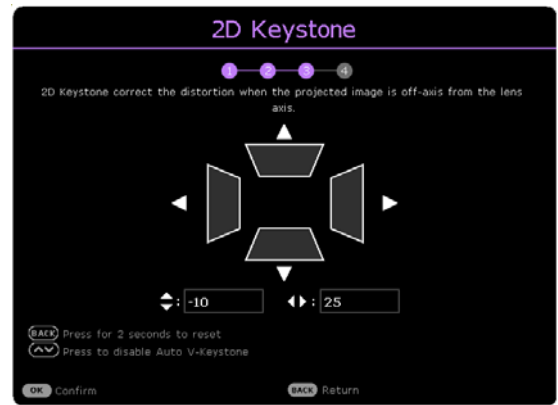 2D Keystone
1 2 3 4
2D Keystone correct the distortion when the projected image is off-axis from the lens
axis.
: -10 : 25
BACK Press for 2 seconds to reset
Press to disable Auto V-Keystone
OK Confirm BACK Return